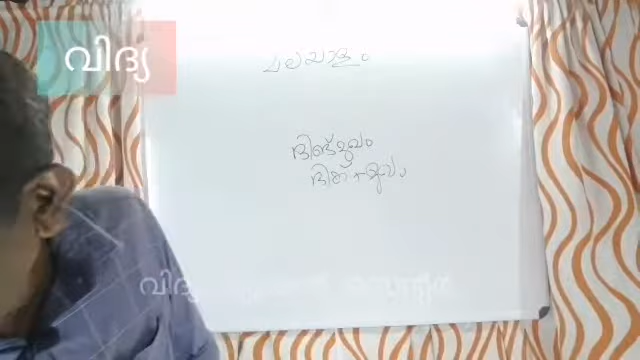 വിദ്യ
മലയാളം
ദിങ്മുഖം
ദിക് + മുഖം
വിദ്യ